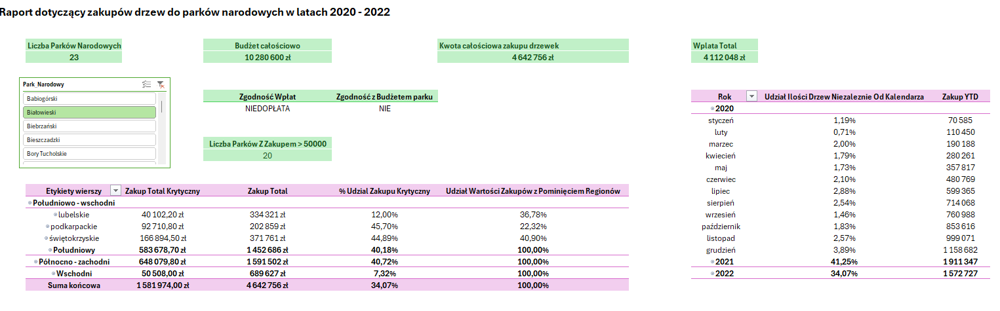 Raport dotyczący zakupów drzew do parków narodowych w latach 2020 - 2022
Liczba Parków Narodowych
23
Budżet całościowo
10 280 600 zł
Kwota całościowa zakupu drzewek
4 642 756 zł
Wpłata Total
4 112 048 zł
Park_Narodowy
Babiogórski
Białowieski
Biebrzański
Bieszczadzki
Bory Tucholskie
Zgodność Wpłat Zgodność z Budżetem parku
NIEDOPŁATA NIE
Liczba Parków Z Zakupem > 50000
20
Etykiety wierszy Zakup Total Krytyczny Zakup Total % Udzial Zakupu Krytyczny Udział Wartości Zakupów z Pominięciem Regionów
Południowo - wschodni
lubelskie 40 102,20 zł 334 321 zł 12,00% 36,78%
podkarpackie 92 710,80 zł 202 859 zł 45,70% 22,32%
świętokrzyskie 166 894,50 zł 371 761 zł 44,89% 40,90%
Południowy 583 678,70 zł 1 452 686 zł 40,18% 100,00%
Północno - zachodni 648 079,80 zł 1 591 502 zł 40,72% 100,00%
Wschodni 50 508,00 zł 689 627 zł 7,32% 100,00%
Suma końcowa 1 581 974,00 zł 4 642 756 zł 34,07% 100,00%
Rok Udział Ilości Drzew Niezaleznie Od Kalendarza Zakup YTD
2020
styczeń 1,19% 70 585
luty 0,71% 110 450
marzec 2,00% 190 188
kwiecień 1,79% 280 261
maj 1,73% 357 817
czerwiec 2,10% 480 769
lipiec 2,88% 599 365
sierpień 2,54% 714 068
wrzesień 1,46% 760 988
październik 1,83% 853 616
listopad 2,57% 999 071
grudzień 3,89% 1 158 682
2021 41,25% 1 911 347
2022 34,07% 1 572 727